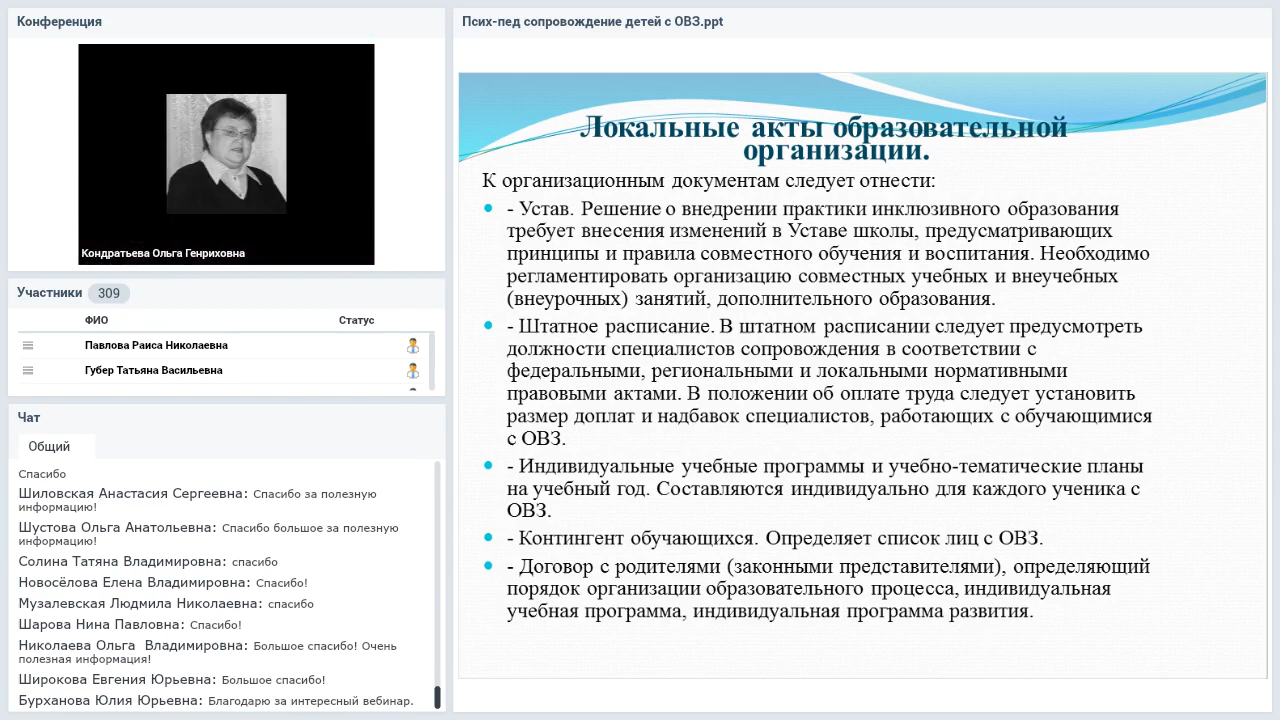 Конференция
Кондратьева Ольга Генриховна
Участники 309
ФИО Статус
Павлова Раиса Николаевна
Губер Татьяна Васильевна
Чат
Общий
Спасибо
Шиловская Анастасия Сергеевна: Спасибо за полезную
информацию!
Шустова Ольга Анатольевна: Спасибо большое за полезную
информацию!
Солина Татяна Владимировна: спасибо
Новосёлова Елена Владимировна: Спасибо!
Музалевская Людмила Николаевна: спасибо
Шарова Нина Павловна: Спасибо!
Николаева Ольга  Владимировна: Большое спасибо! Очень
полезная информация!
Широкова Евгения Юрьевна: Большое спасибо!
Бурханова Юлия Юрьевна: Благодарю за интересный вебинар.
Псих-пед сопровождение детей с ОВЗ.ppt
Локальные акты образовательной
организации.
К организационным документам следует отнести:
- Устав. Решение о внедрении практики инклюзивного образования
требует внесения изменений в Уставе школы, предусматривающих
принципы и правила совместного обучения и воспитания. Необходимо
регламентировать организацию совместных учебных и внеучебных
(внеурочных) занятий, дополнительного образования.
- Штатное расписание. В штатном расписании следует предусмотреть
должности специалистов сопровождения в соответствии с
федеральными, региональными и локальными нормативными
правовыми актами. В положении об оплате труда следует установить
размер доплат и надбавок специалистов, работающих с обучающимися
с ОВЗ.
- Индивидуальные учебные программы и учебно-тематические планы
на учебный год. Составляются индивидуально для каждого ученика с
ОВЗ.
- Контингент обучающихся. Определяет список лиц с ОВЗ.
- Договор с родителями (законными представителями), определяющий
порядок организации образовательного процесса, индивидуальная
учебная программа, индивидуальная программа развития.